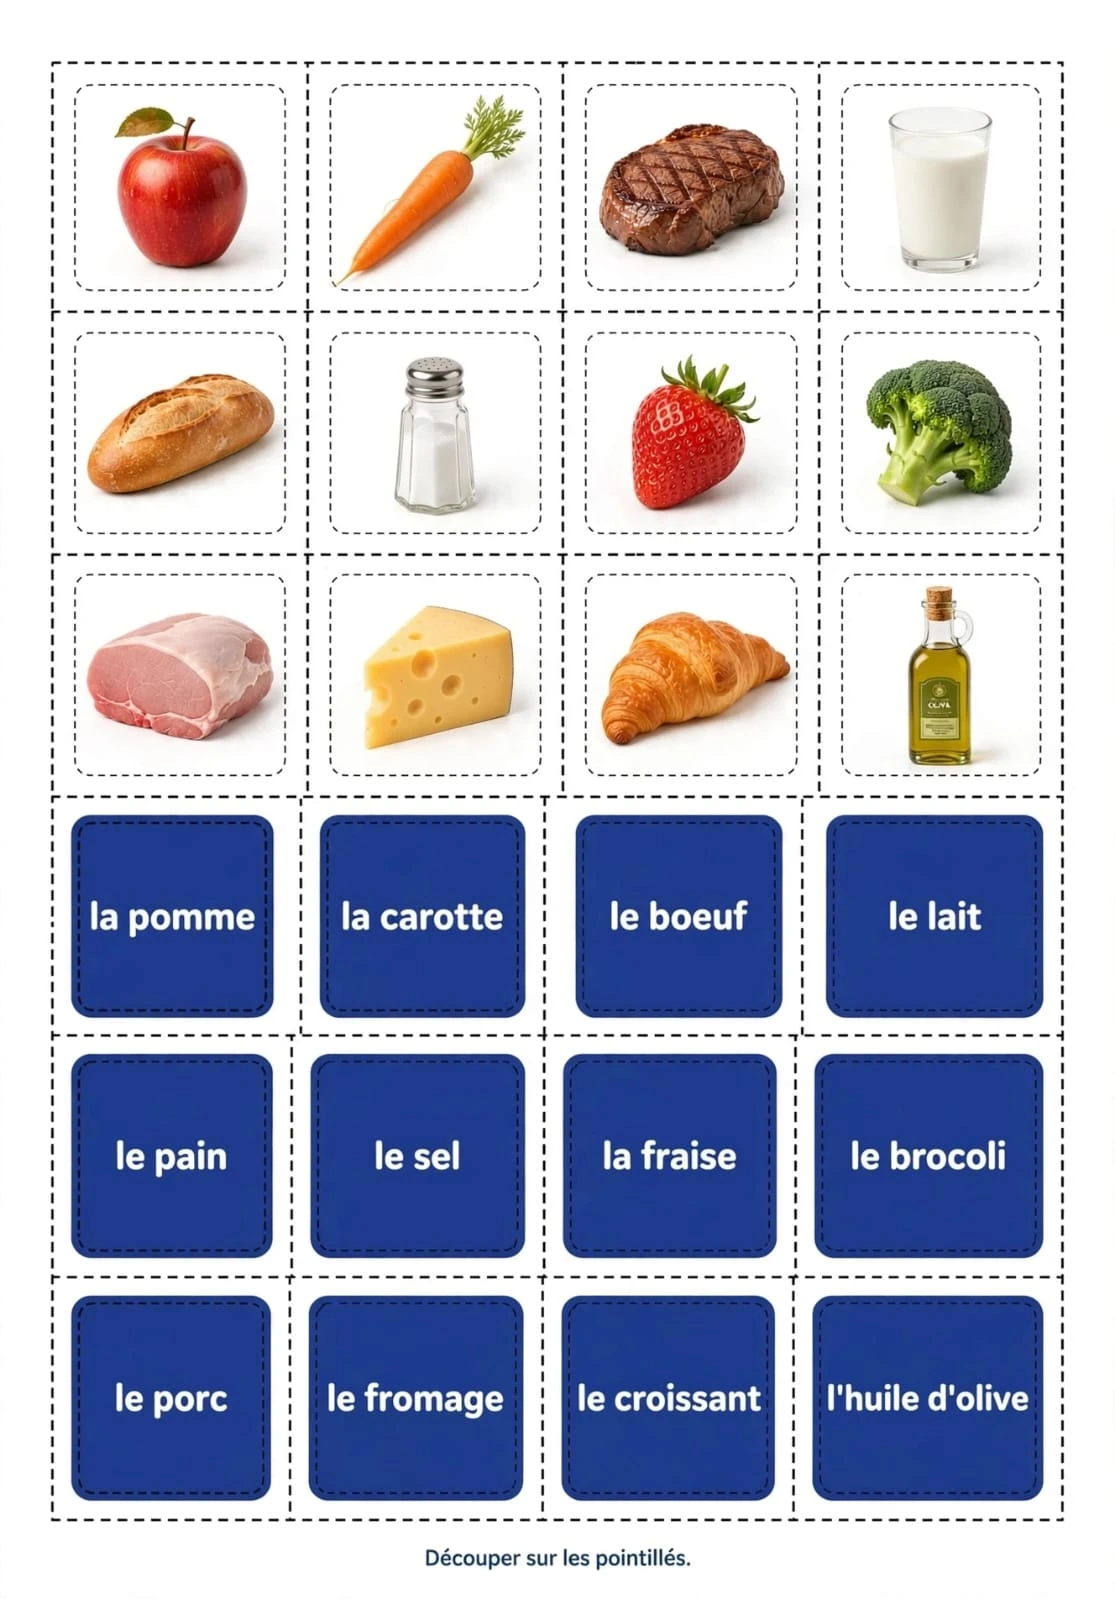 OLIVE
la pomme
la carotte
le boeuf
le lait
le pain
le sel
la fraise
le brocoli
le porc
le fromage
le croissant
l'huile d'olive
Découper sur les pointillés.